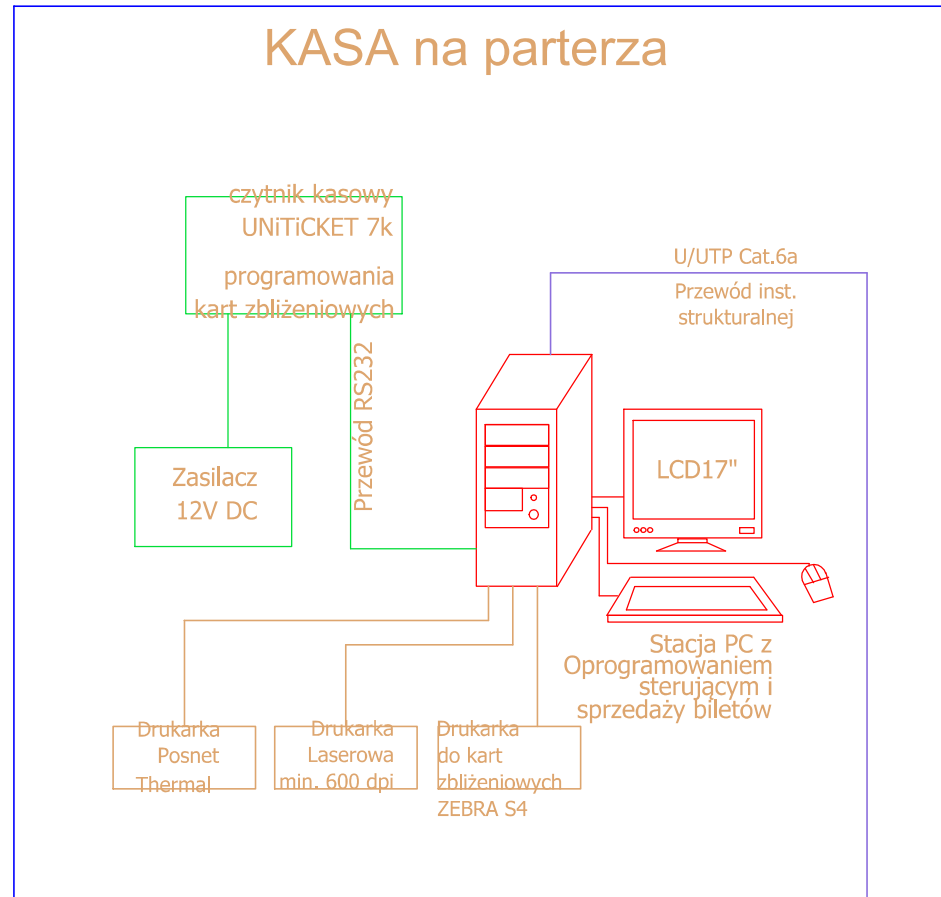 KASA na parterza
czytnik kasowy
UNiTiCKET 7k
programowania
kart zbliżeniowych
U/UTP Cat.6a
Przewód inst.
strukturalnej
Przewód RS232
Zasilacz
12V DC
LCD17"
Stacja PC z
Oprogramowaniem
sterującym i
sprzedaży biletów
Drukarka
Posnet
Thermal
Drukarka
Laserowa
min. 600 dpi
Drukarka
do kart
zbliżeniowych
ZEBRA S4